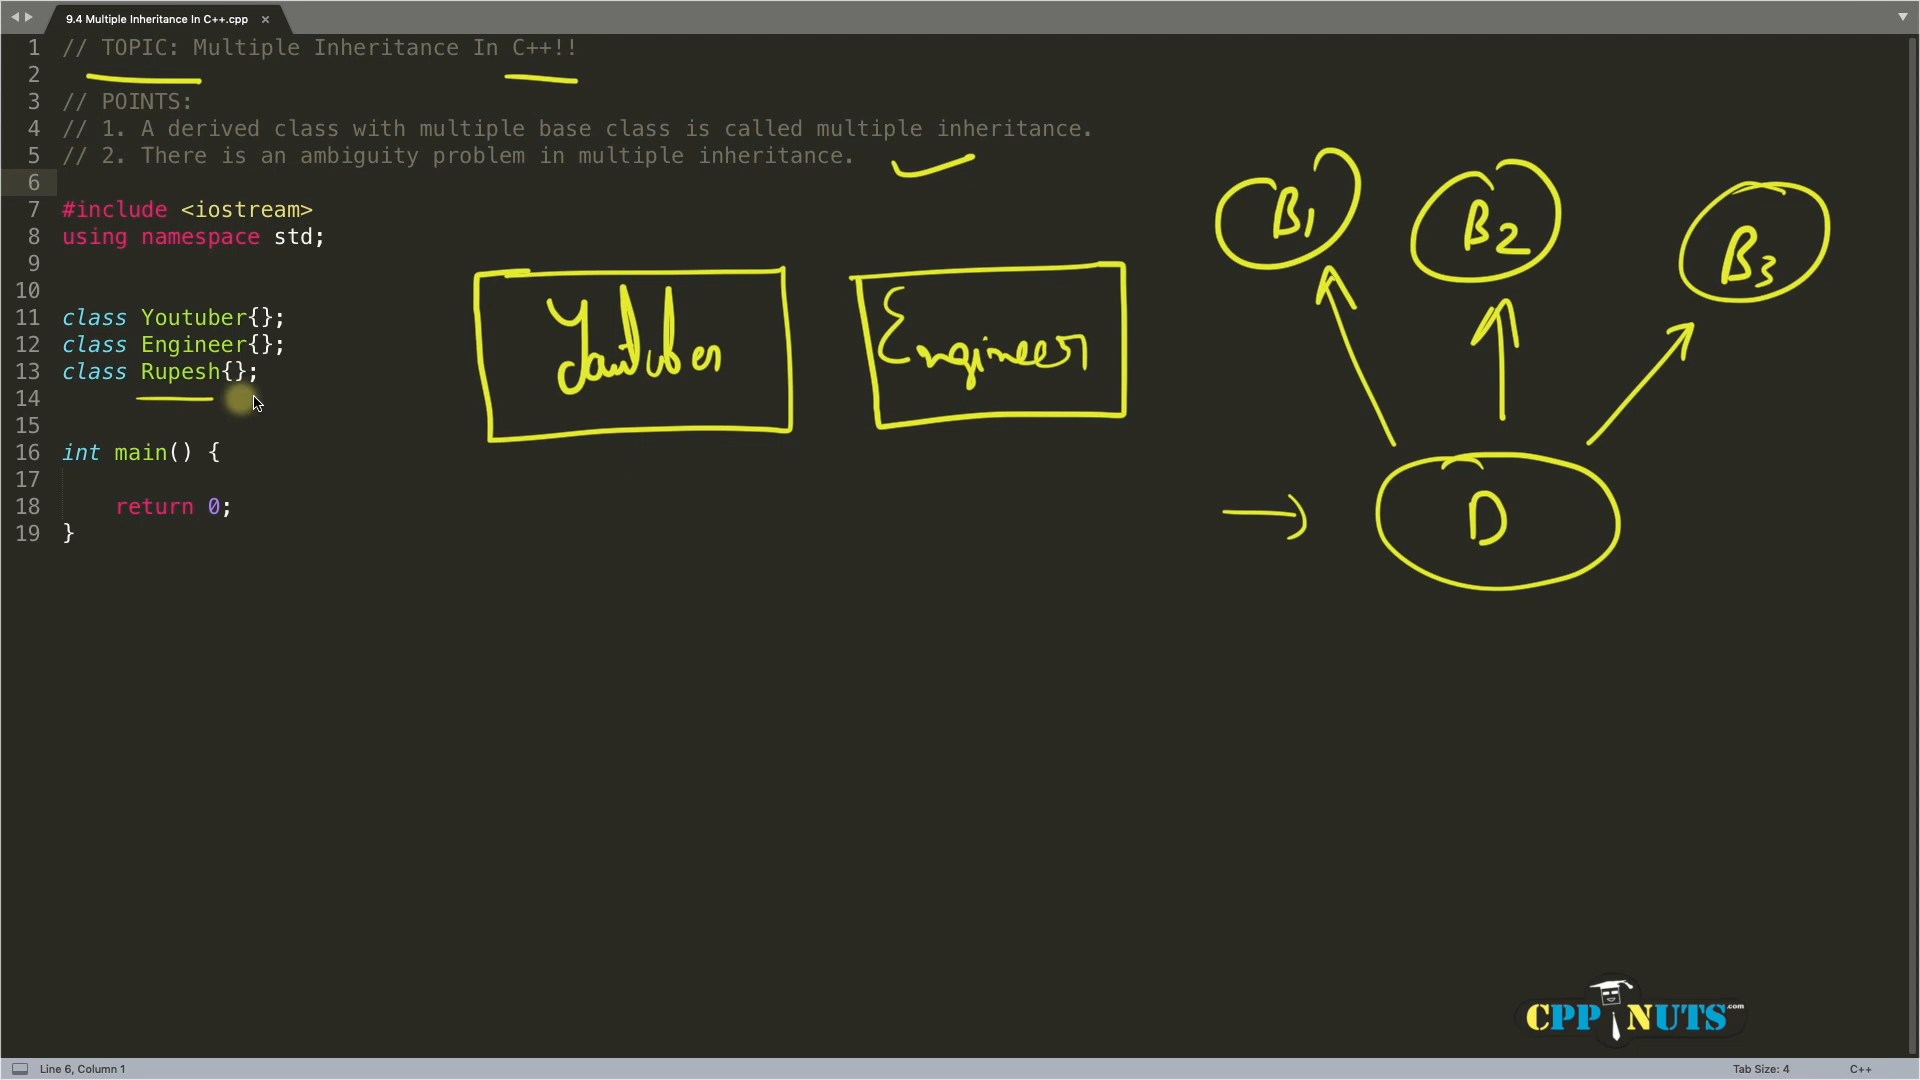 9.4 Multiple Inheritance In C++.cpp ×
1 // TOPIC: Multiple Inheritance In C++!!
2
3 // POINTS:
4 // 1. A derived class with multiple base class is called multiple inheritance.
5 // 2. There is an ambiguity problem in multiple inheritance.
6
7 #include <iostream>
8 using namespace std;
9
10
11 class Youtuber{};
12 class Engineer{};
13 class Rupesh{};
14
15
16 int main() {
17
18 return 0;
19 }
B1 B2 B3
Youtuber Engineer
D
CPP NUTS .com
Line 6, Column 1 Tab Size: 4 C++